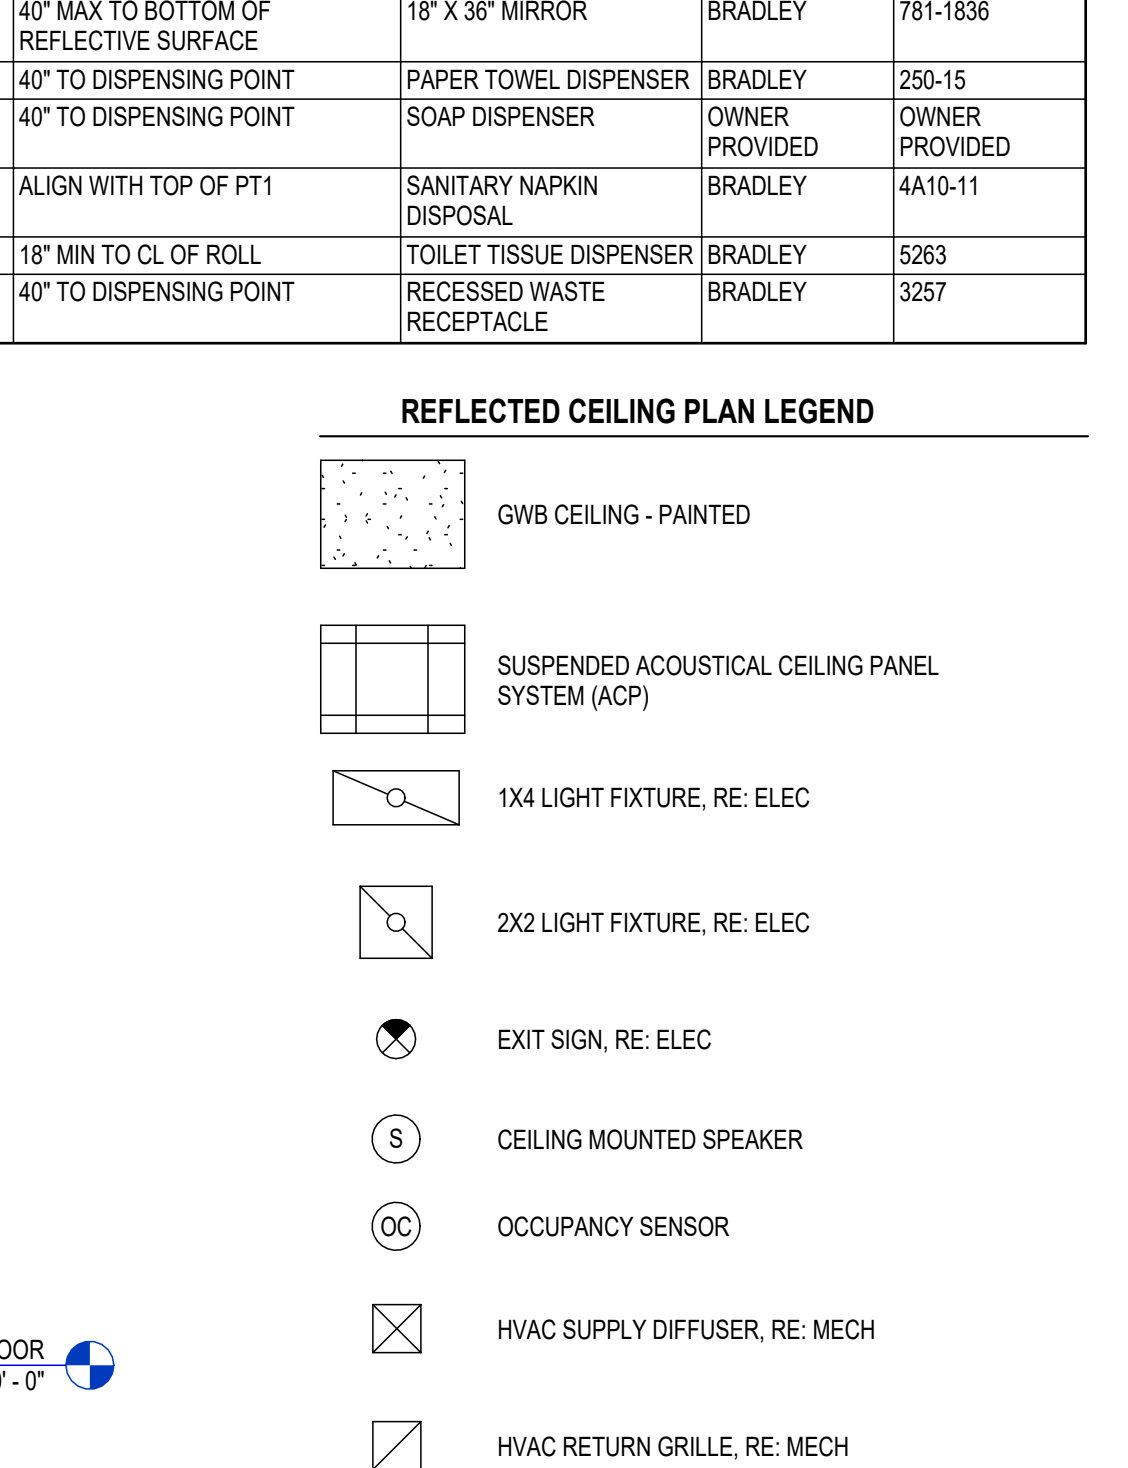 40" MAX TO BOTTOM OF
REFLECTIVE SURFACE
18" X 36" MIRROR
BRADLEY
781-1836
40" TO DISPENSING POINT
PAPER TOWEL DISPENSER
BRADLEY
250-15
40" TO DISPENSING POINT
SOAP DISPENSER
OWNER
PROVIDED
OWNER
PROVIDED
ALIGN WITH TOP OF PT1
SANITARY NAPKIN
DISPOSAL
BRADLEY
4A10-11
18" MIN TO CL OF ROLL
TOILET TISSUE DISPENSER
BRADLEY
5263
40" TO DISPENSING POINT
RECESSED WASTE
RECEPTACLE
BRADLEY
3257
REFLECTED CEILING PLAN LEGEND
GWB CEILING - PAINTED
SUSPENDED ACOUSTICAL CEILING PANEL
SYSTEM (ACP)
1X4 LIGHT FIXTURE, RE: ELEC
2X2 LIGHT FIXTURE, RE: ELEC
EXIT SIGN, RE: ELEC
S
CEILING MOUNTED SPEAKER
OC
OCCUPANCY SENSOR
HVAC SUPPLY DIFFUSER, RE: MECH
OOR
' - 0"
HVAC RETURN GRILLE, RE: MECH